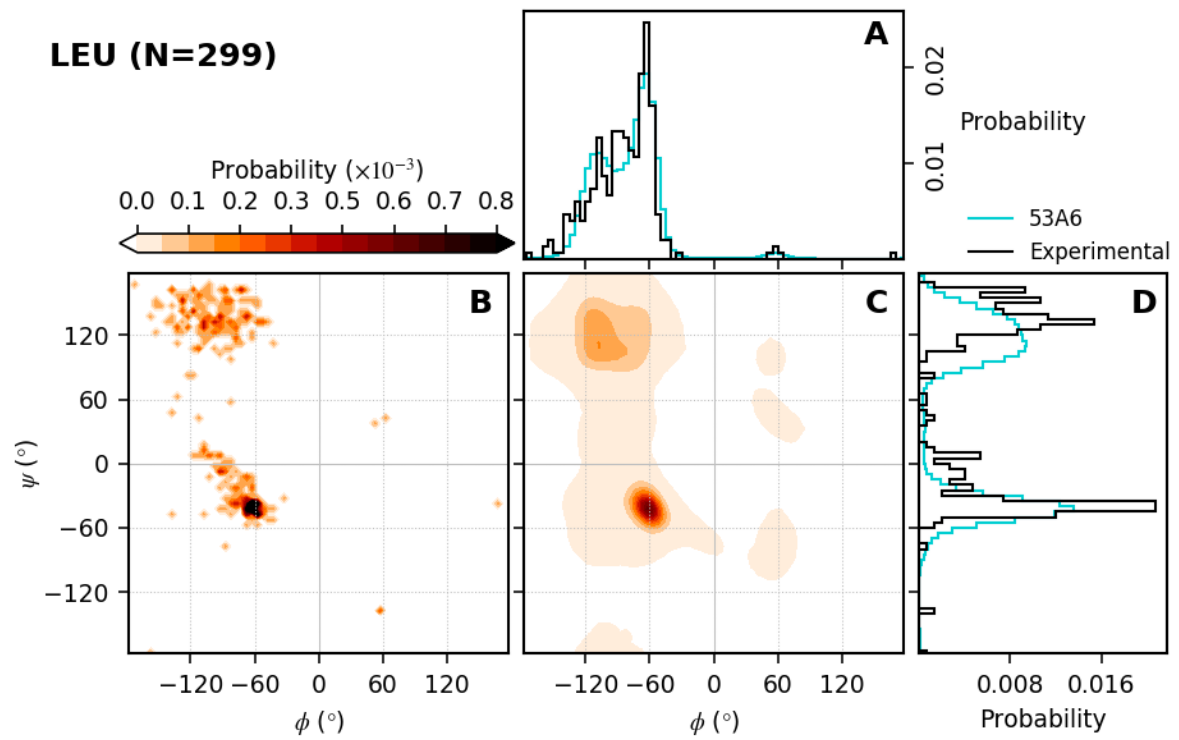 LEU (N=299)
A
0.02
0.01
Probability
53A6
Experimental
Probability (×10⁻³)
0.0 0.1 0.2 0.3 0.4 0.5 0.6 0.7 0.8
B
C
D
120
60
0
−60
−120
ψ (°)
−120 −60 0 60 120
ϕ (°)
−120 −60 0 60 120
ϕ (°)
0.008 0.016
Probability